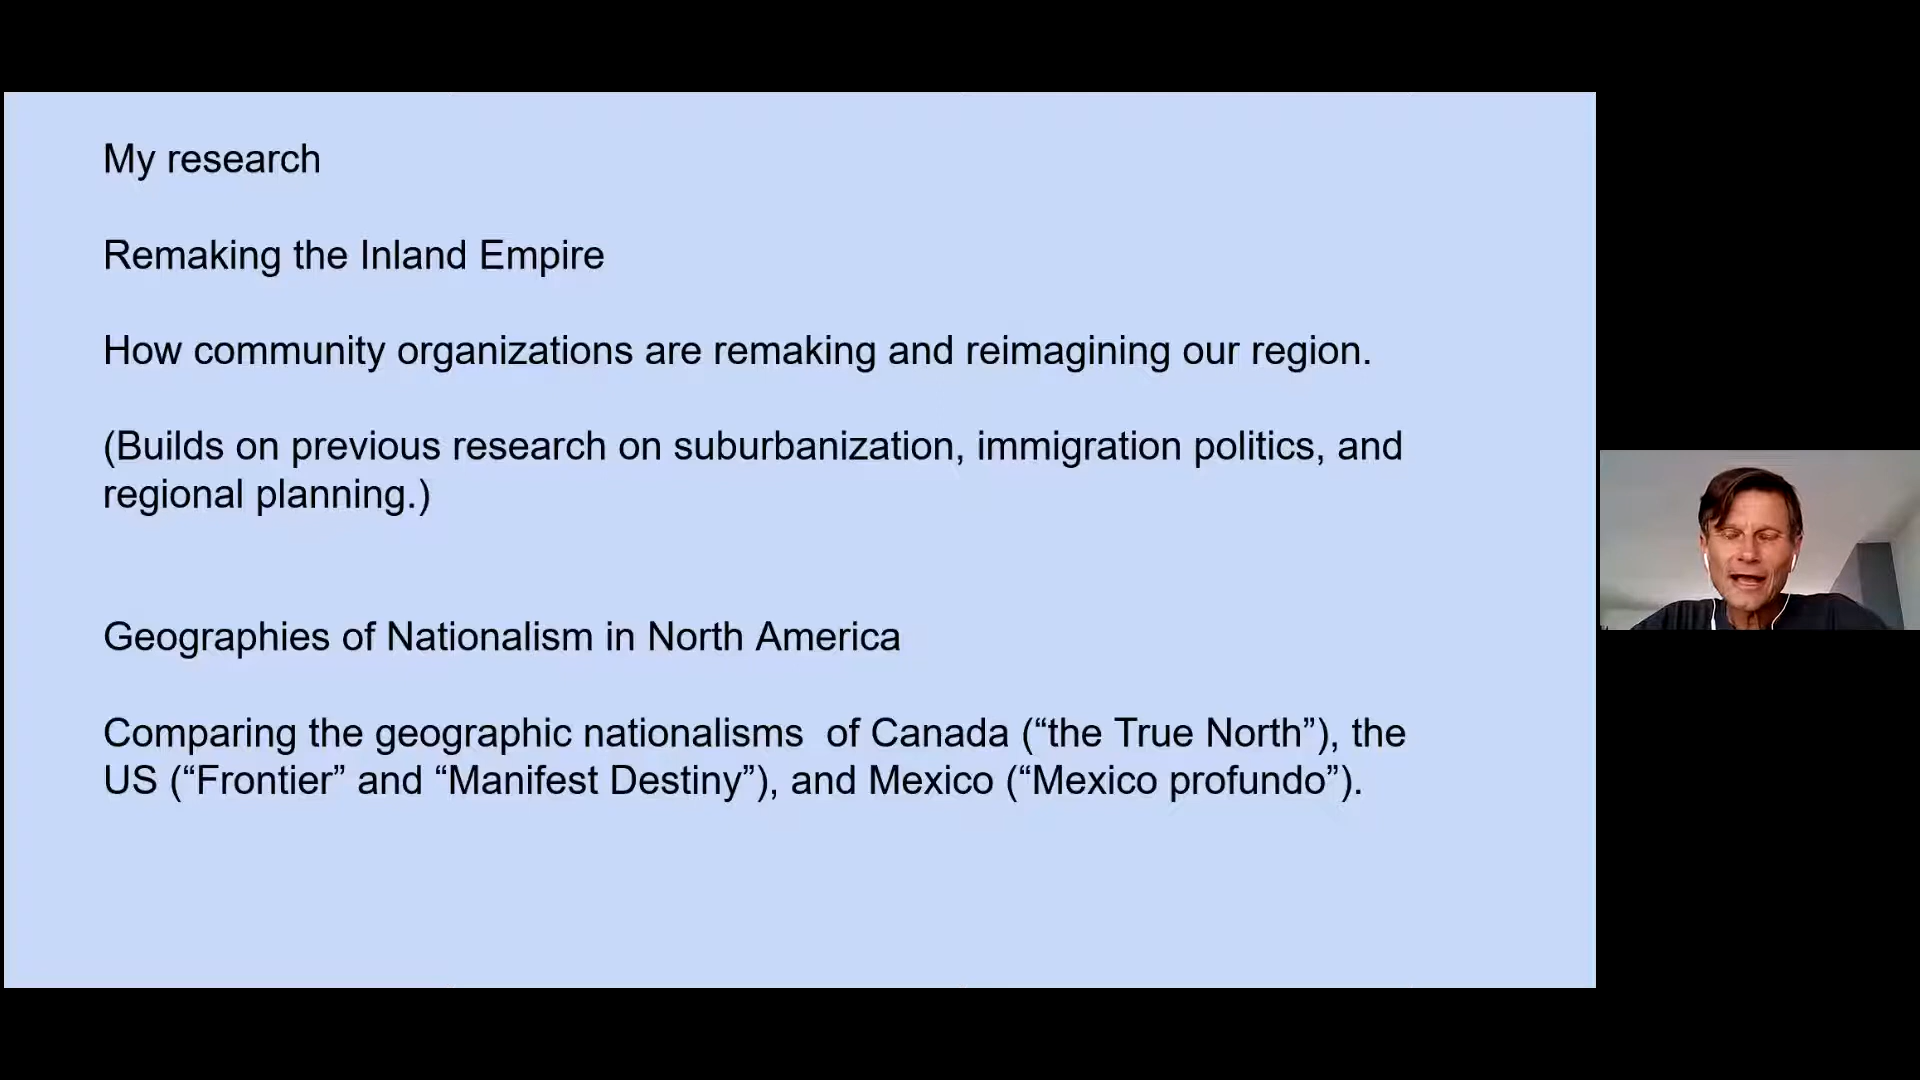 My research
Remaking the Inland Empire
How community organizations are remaking and reimagining our region.
(Builds on previous research on suburbanization, immigration politics, and
regional planning.)
Geographies of Nationalism in North America
Comparing the geographic nationalisms  of Canada (“the True North”), the
US (“Frontier” and “Manifest Destiny”), and Mexico (“Mexico profundo”).